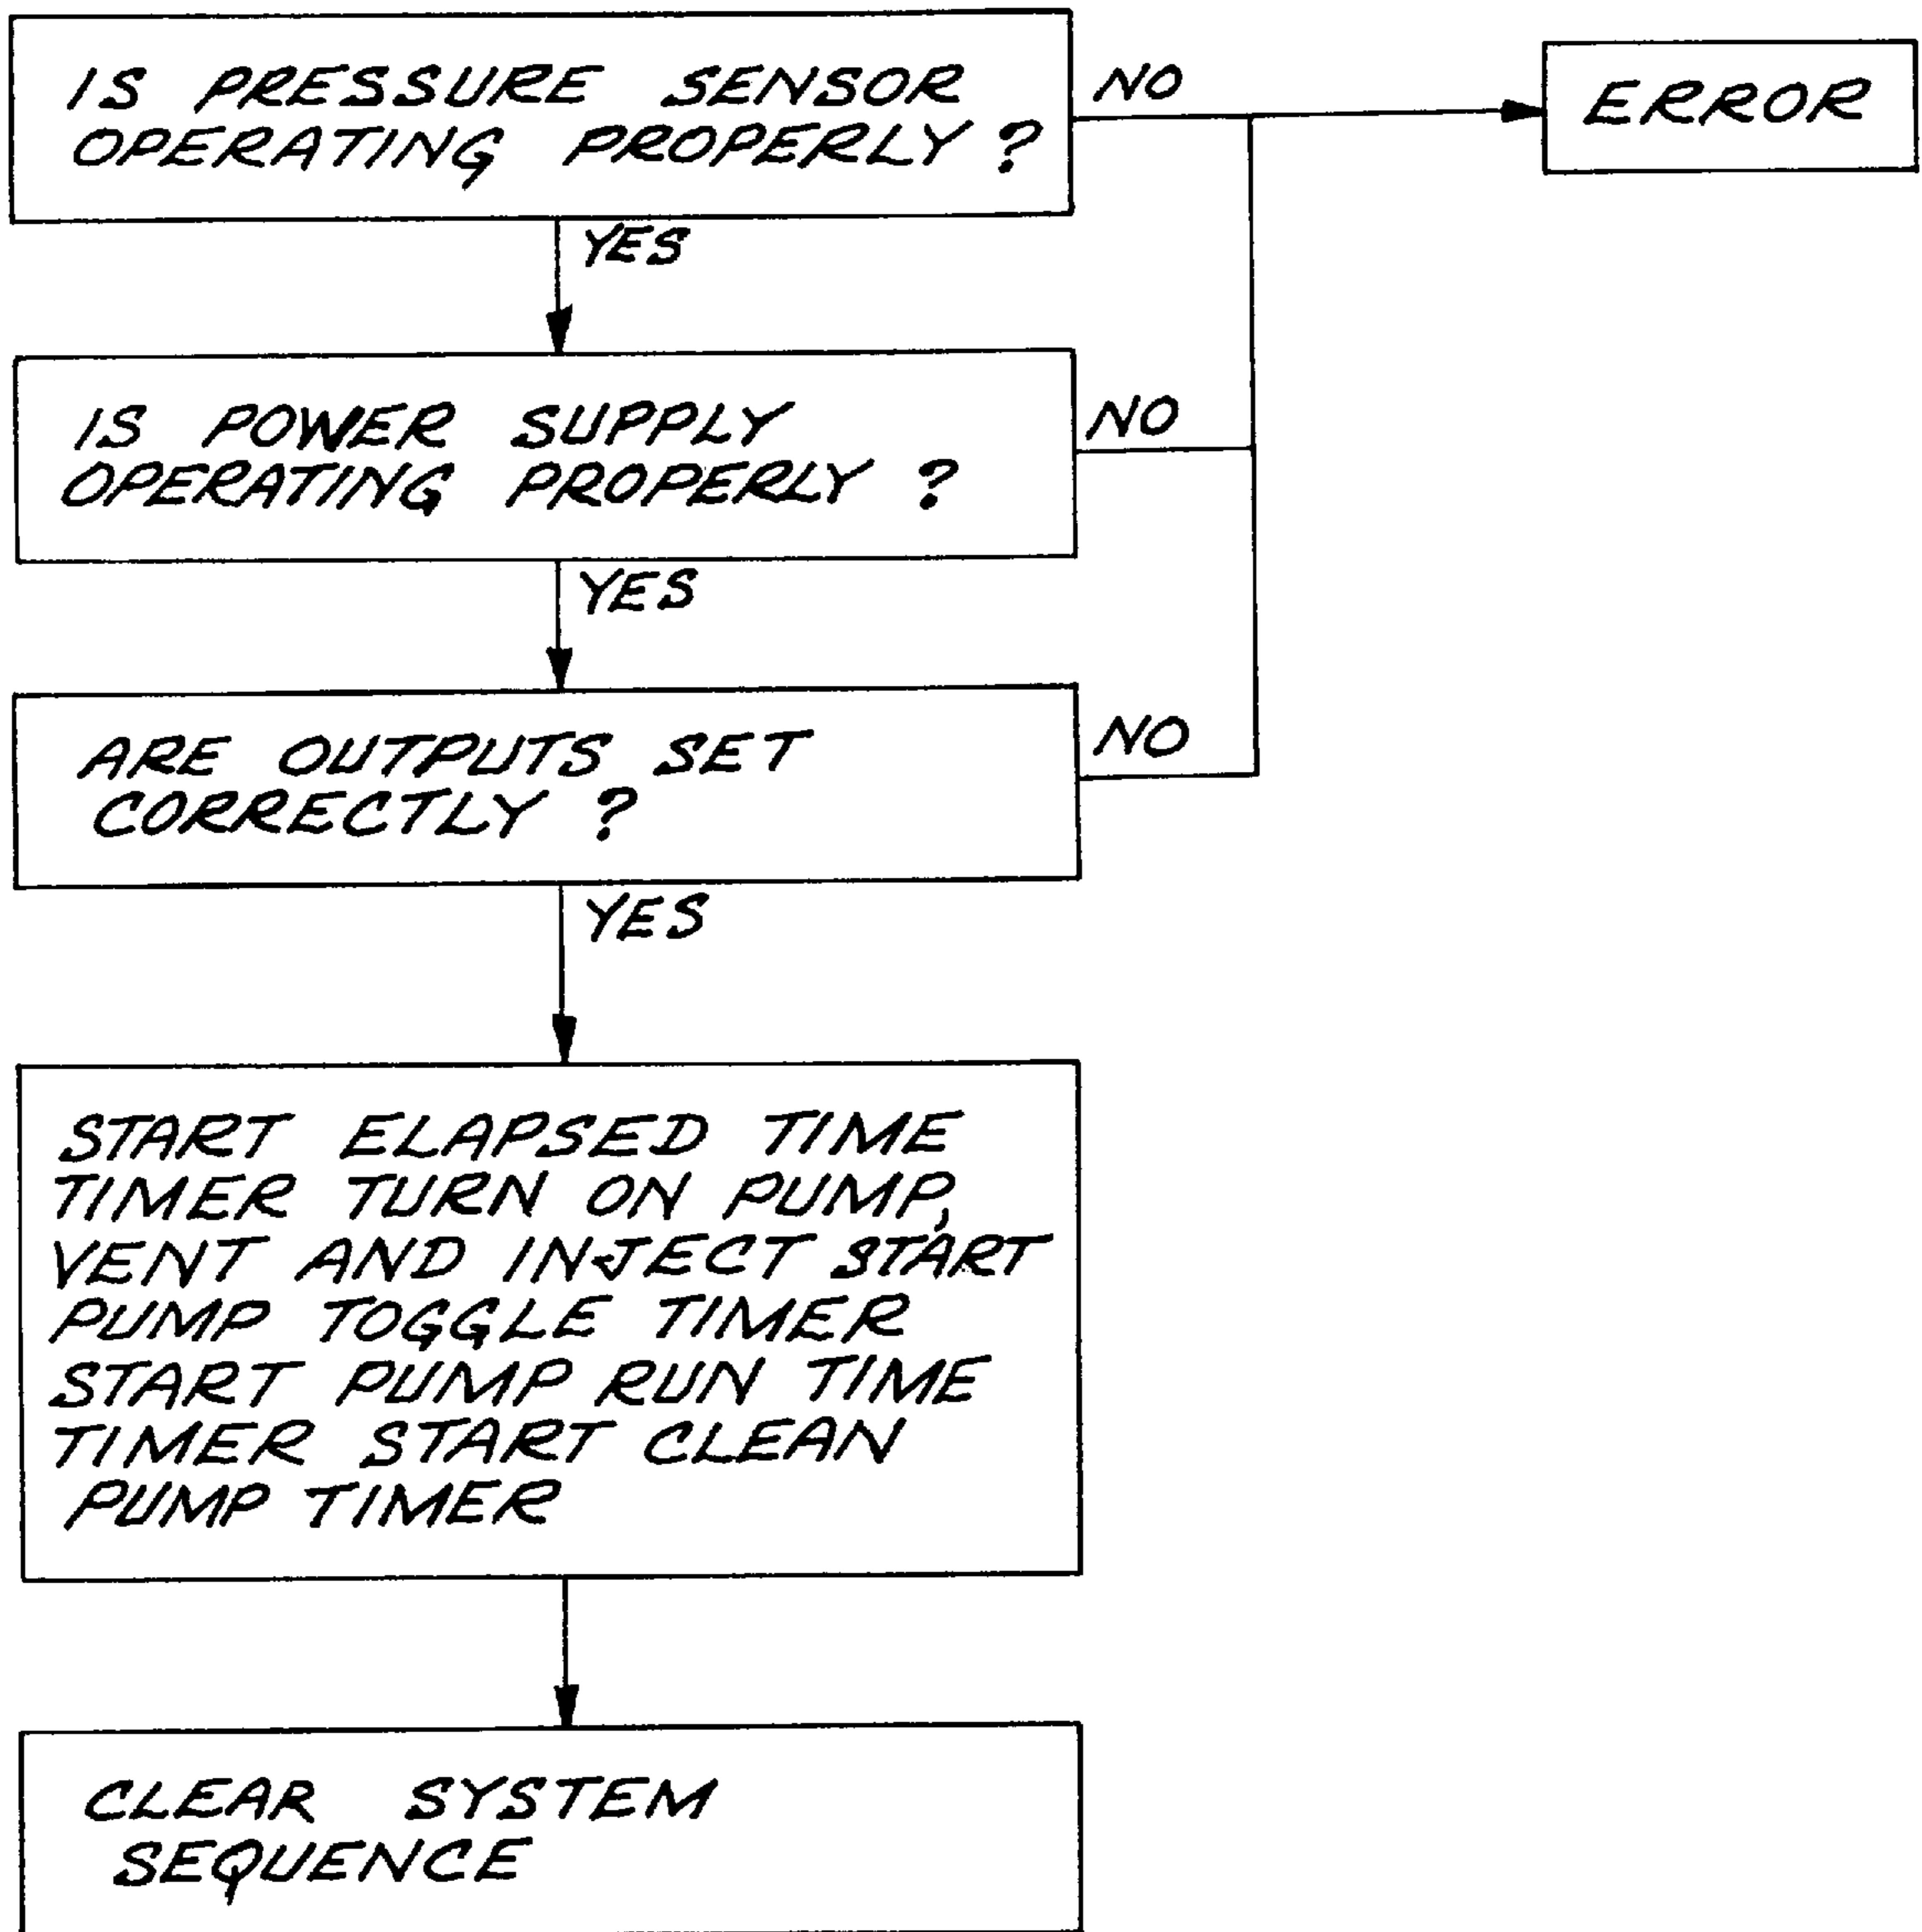 IS PRESSURE SENSOR
OPERATING PROPERLY ?
NO
ERROR
YES
IS POWER SUPPLY
OPERATING PROPERLY ?
NO
YES
ARE OUTPUTS SET
CORRECTLY ?
NO
YES
START ELAPSED TIME
TIMER TURN ON PUMP,
VENT AND INJECT START
PUMP TOGGLE TIMER
START PUMP RUN TIME
TIMER START CLEAN
PUMP TIMER
CLEAR SYSTEM
SEQUENCE